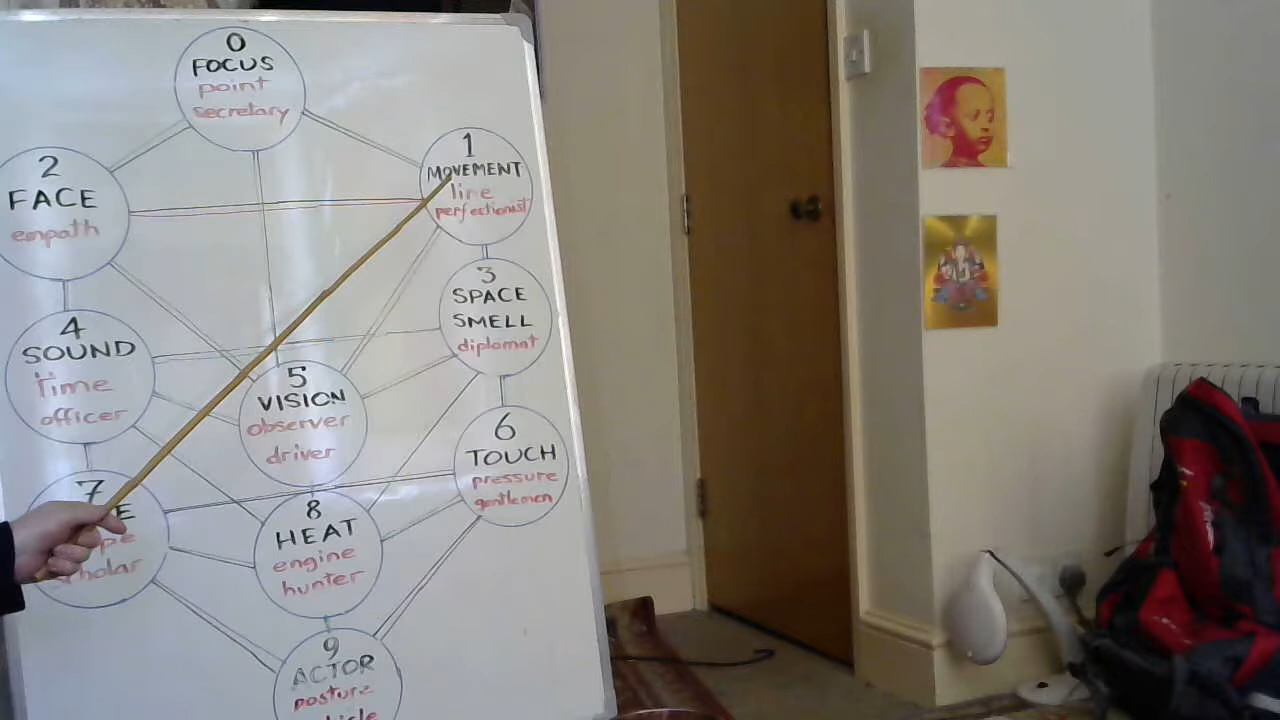 0
FOCUS
point
secretary
1
MOVEMENT
line
perfectionist
2
FACE
empath
3
SPACE
SMELL
diplomat
4
SOUND
time
officer
5
VISION
observer
driver
6
TOUCH
pressure
gentlemen
7
8
HEAT
engine
hunter
9
ACTOR
posture